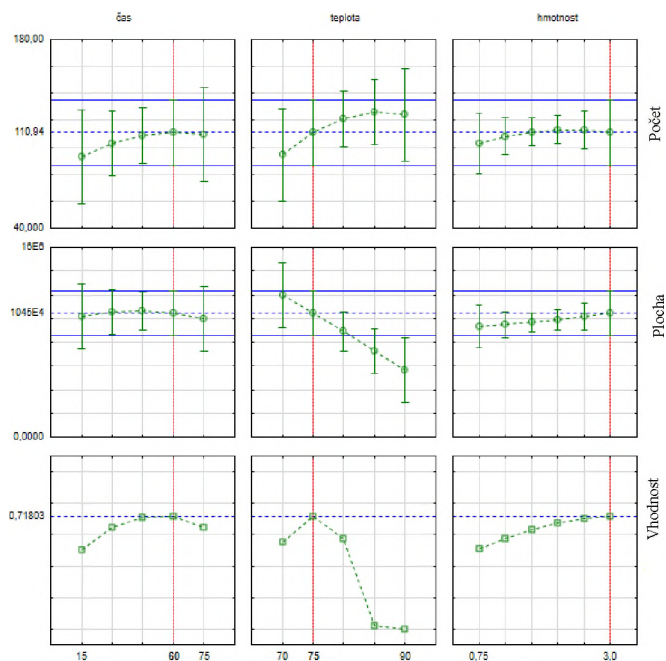 čas teplota hmotnost
180,00
110,94
40,000
Počet
16E6
1045E4
0,0000
Plocha
0,71803
Vhodnost
15 60 75 70 75 90 0,75 3,0